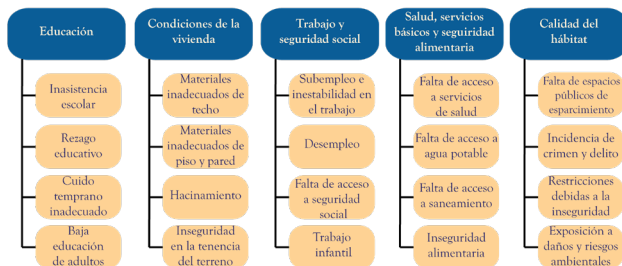 Educación
Inasistencia
escolar
Rezago
educativo
Cuido
temprano
inadecuado
Baja
educación
de adultos
Condiciones de la
vivienda
Materiales
inadecuados de
techo
Materiales
inadecuados de
piso y pared
Hacinamiento
Inseguridad
en la tenencia
del terreno
Trabajo y
seguridad social
Subempleo e
inestabilidad en
el trabajo
Desempleo
Falta de acceso
a seguridad
social
Trabajo
infantil
Salud, servicios
básicos y seguiridad
alimentaria
Falta de acceso
a servicios
de salud
Falta de acceso a
agua potable
Falta de acceso
a saneamiento
Inseguridad
alimentaria
Calidad del
hábitat
Falta de espacios
públicos de
esparcimiento
Incidencia de
crimen y delito
Restricciones
debidas a la
inseguridad
Exposición a
daños y riesgos
ambientales